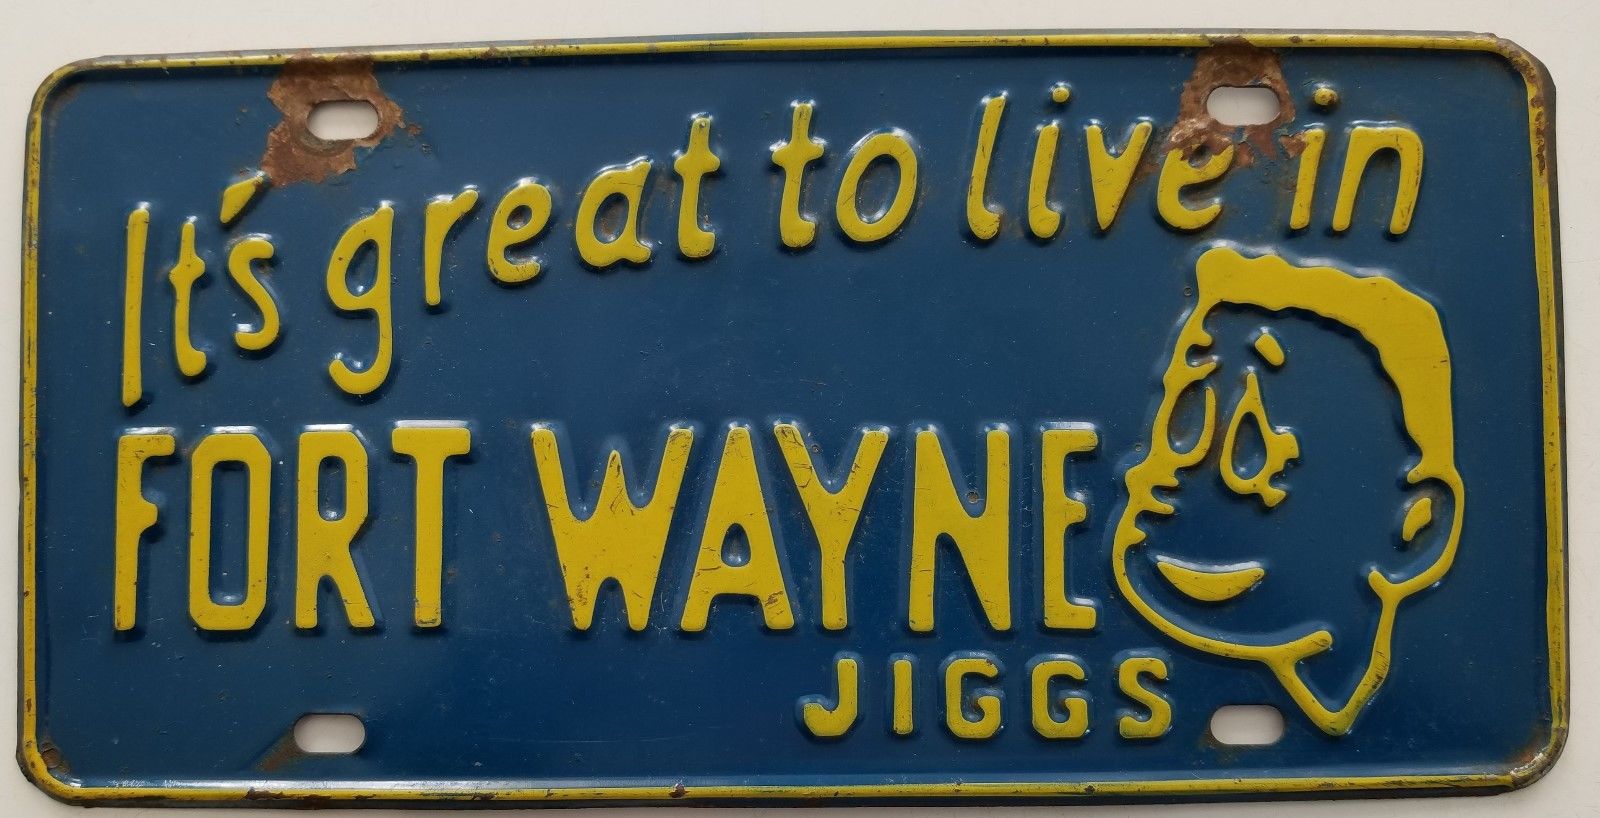 It's great to live in
FORT WAYNE
JIGGS